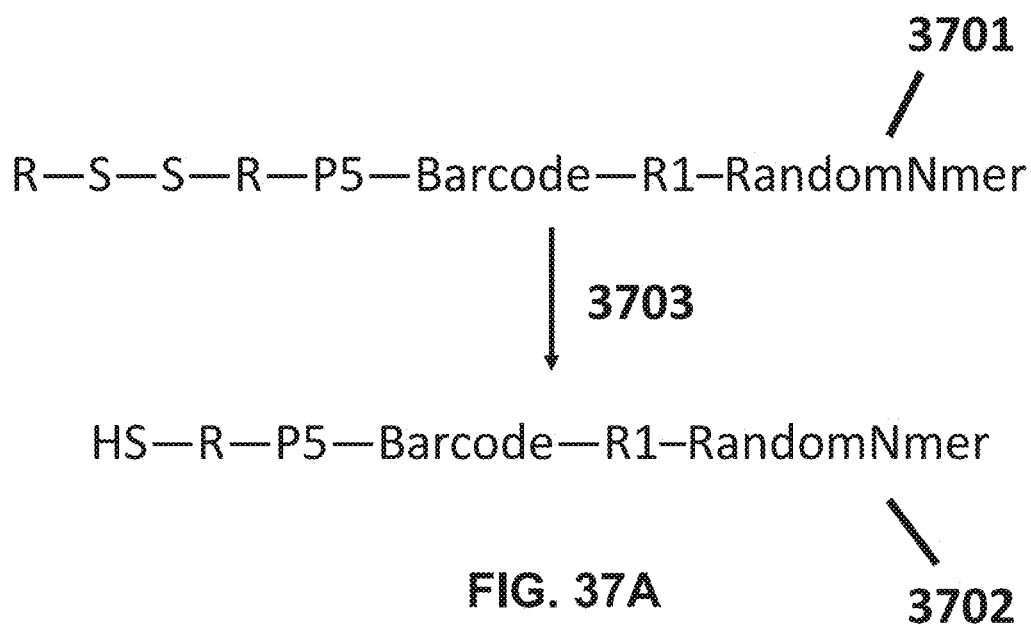 3701
R—S—S—R—P5—Barcode—R1–RandomNmer
3703
HS—R—P5—Barcode—R1–RandomNmer
FIG. 37A
3702